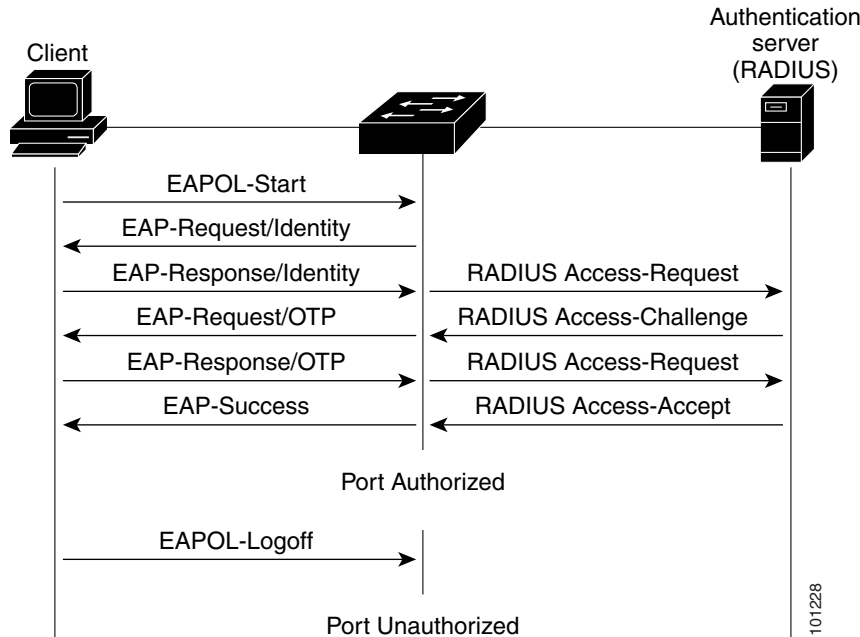 Authentication
server
(RADIUS)
Client
EAPOL-Start
EAP-Request/Identity
EAP-Response/Identity
RADIUS Access-Request
EAP-Request/OTP
RADIUS Access-Challenge
EAP-Response/OTP
RADIUS Access-Request
EAP-Success
RADIUS Access-Accept
Port Authorized
EAPOL-Logoff
Port Unauthorized
101228